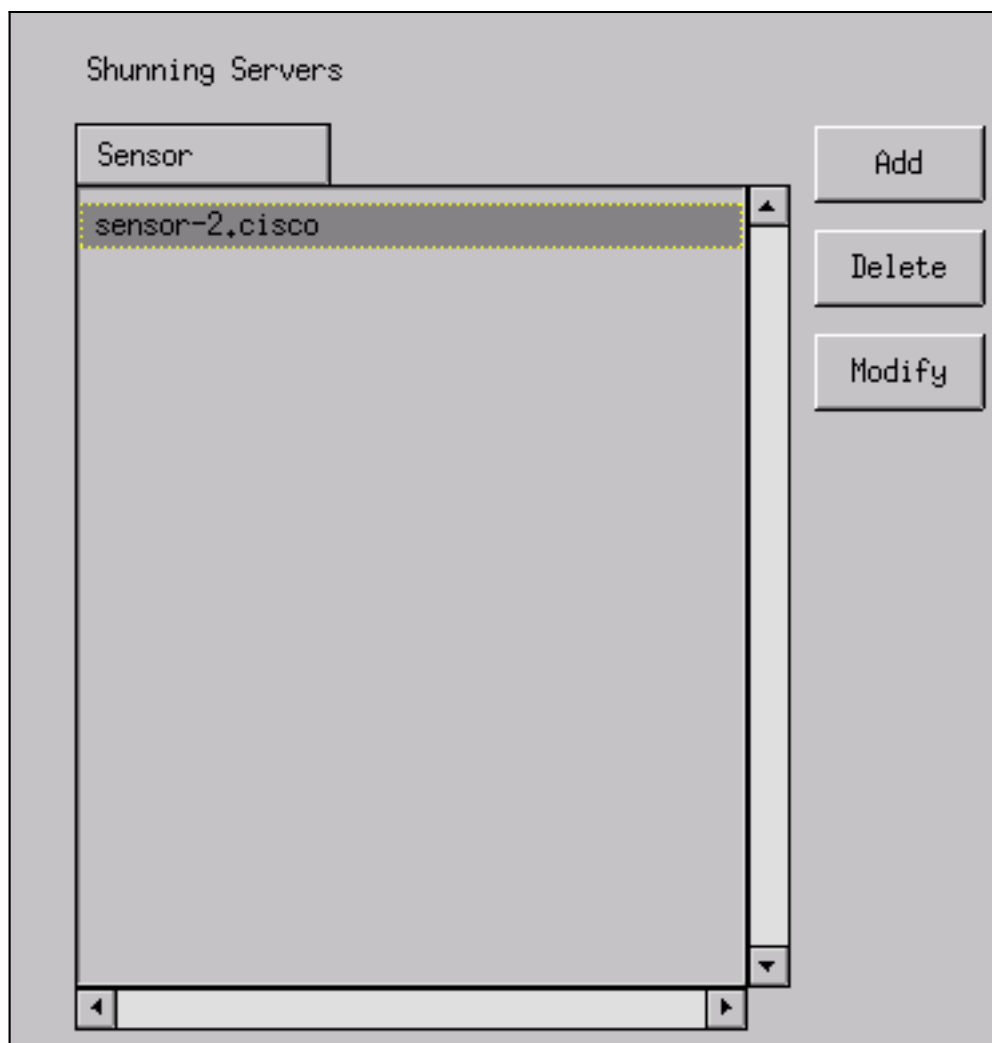 Shunning Servers
Sensor
sensor-2.cisco
Add
Delete
Modify